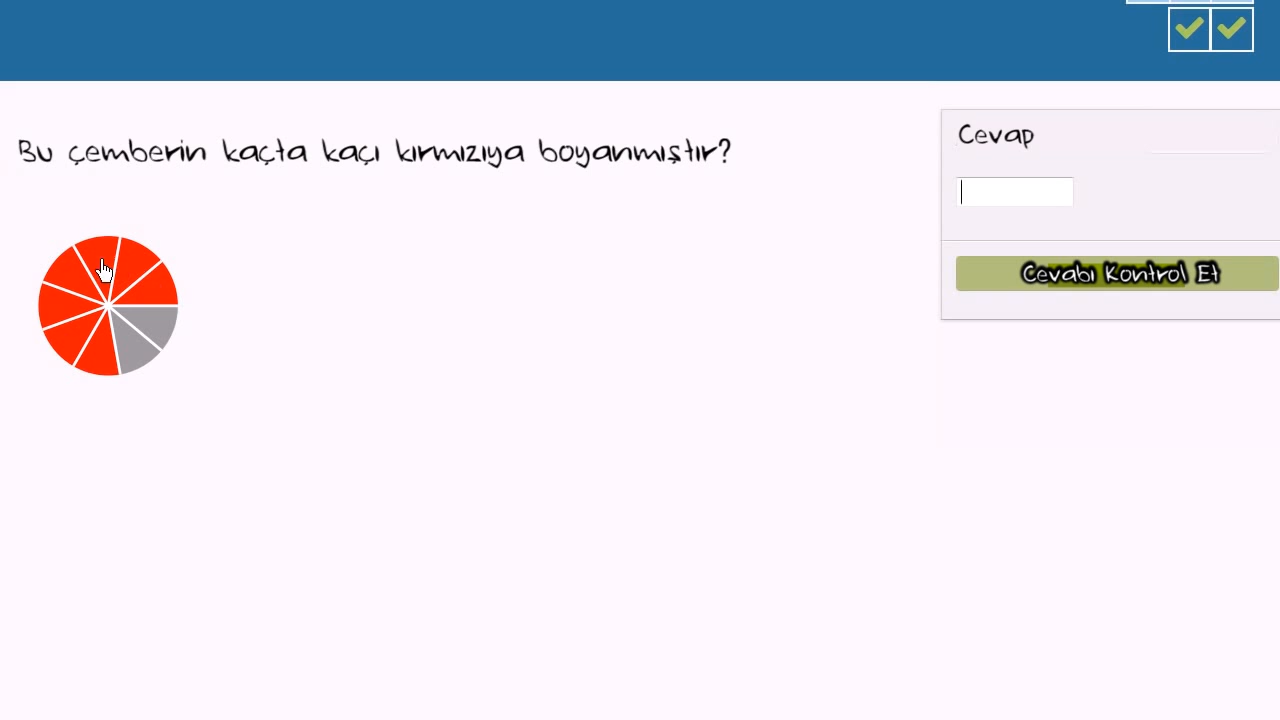 Bu çemberin kaçta kaçı kırmızıya boyanmıştır?
Cevap
Cevabı Kontrol Et